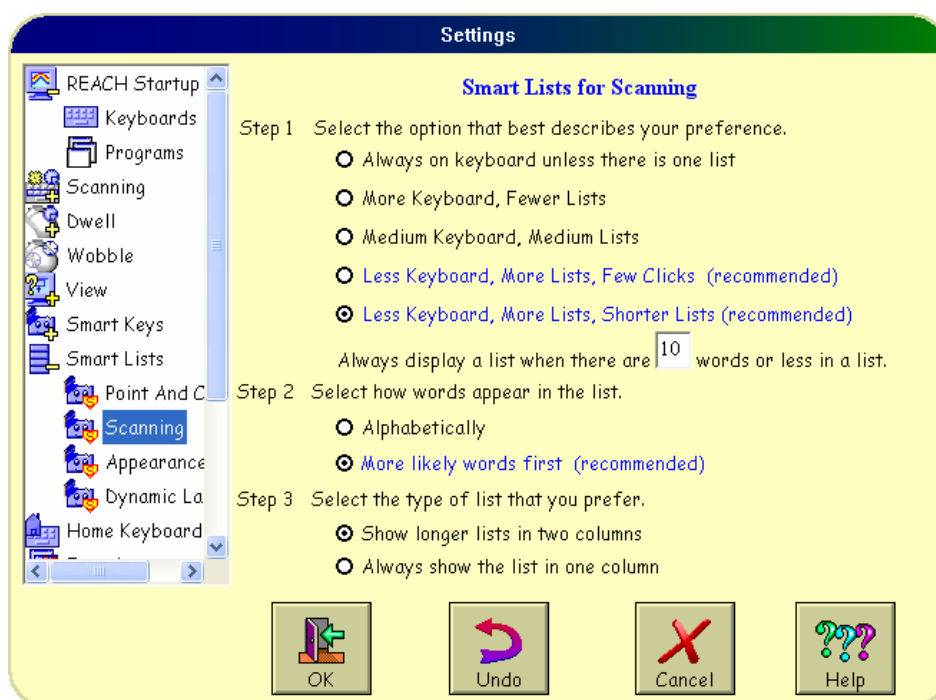 Settings
REACH Startup
Keyboards
Programs
Scanning
Dwell
Wobble
View
Smart Keys
Smart Lists
Point And C
Scanning
Appearance
Dynamic La
Home Keyboard
Smart Lists for Scanning
Step 1 Select the option that best describes your preference.
Always on keyboard unless there is one list
More Keyboard, Fewer Lists
Medium Keyboard, Medium Lists
Less Keyboard, More Lists, Few Clicks (recommended)
Less Keyboard, More Lists, Shorter Lists (recommended)
Always display a list when there are 10 words or less in a list.
Step 2 Select how words appear in the list.
Alphabetically
More likely words first (recommended)
Step 3 Select the type of list that you prefer.
Show longer lists in two columns
Always show the list in one column
OK
Undo
Cancel
Help